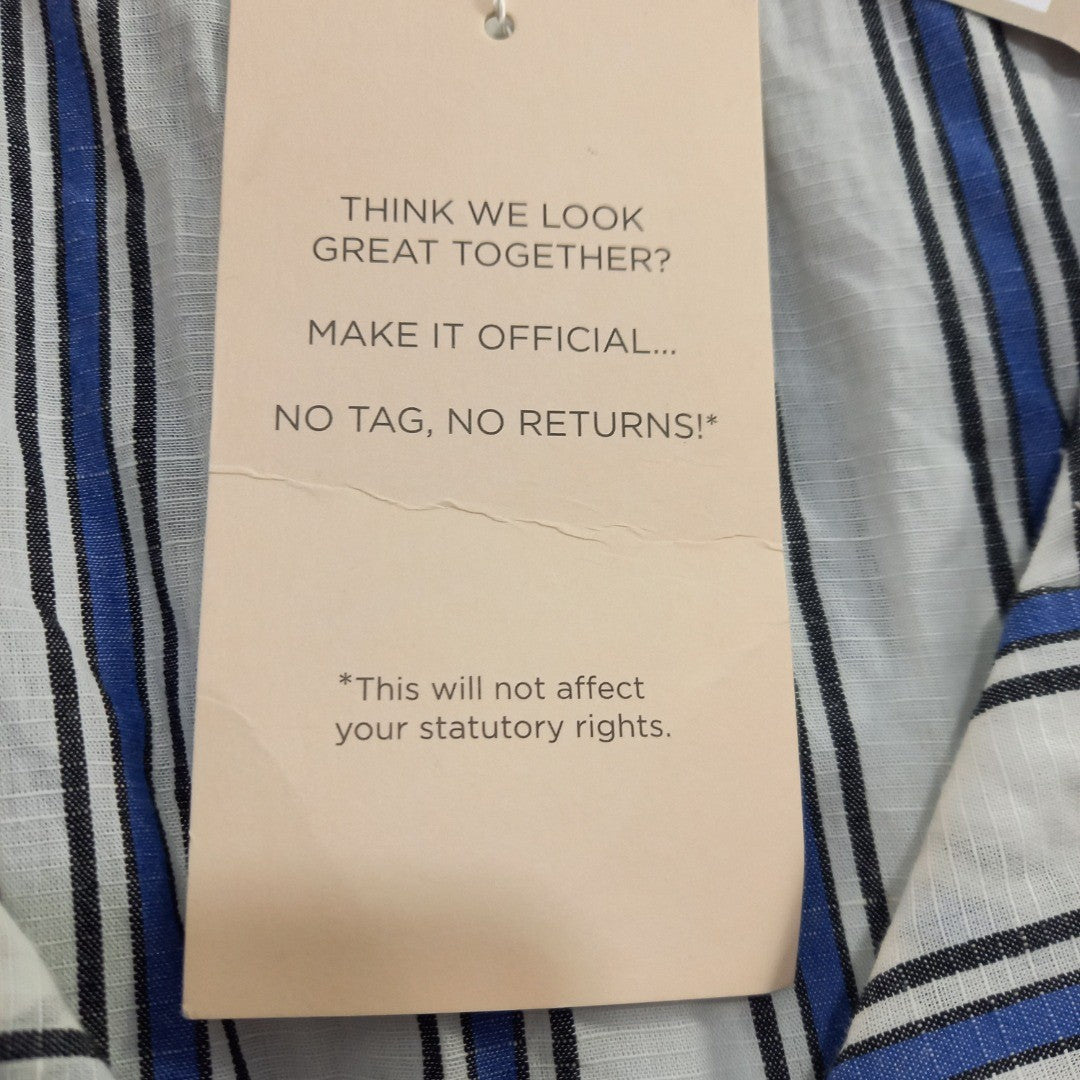 THINK WE LOOK
GREAT TOGETHER?
MAKE IT OFFICIAL...
NO TAG, NO RETURNS!*
*This will not affect
your statutory rights.